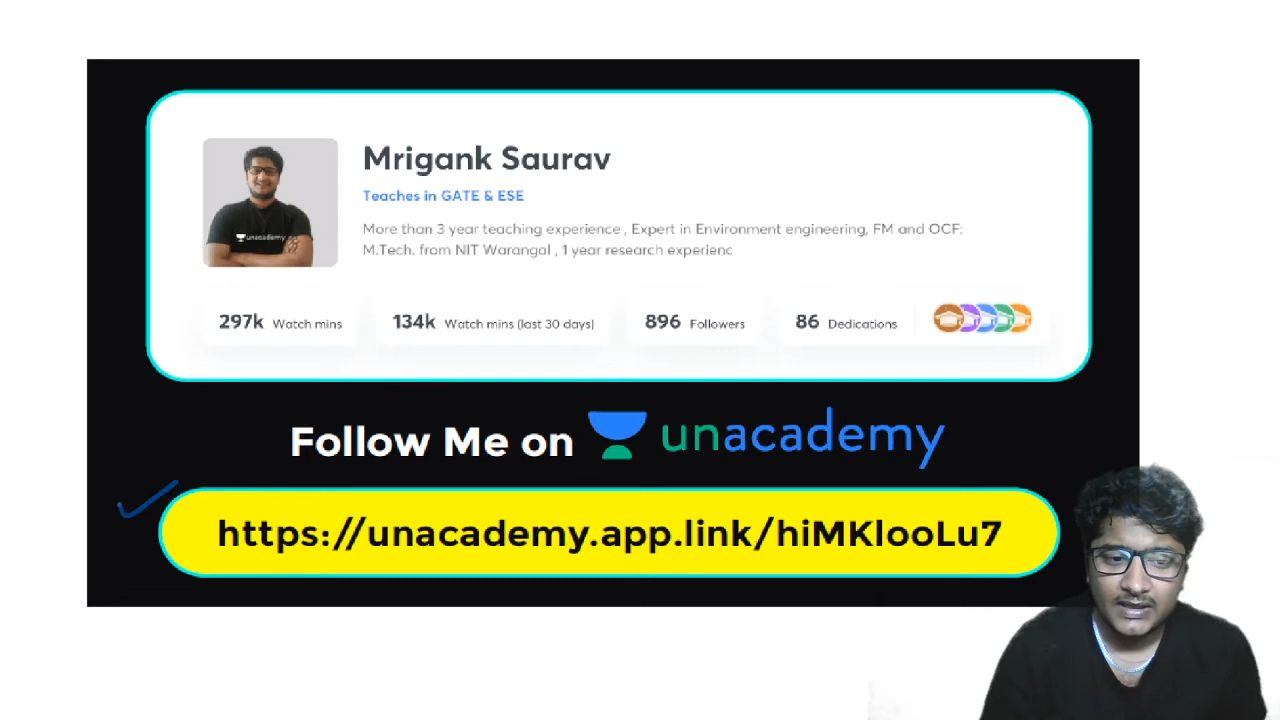 Mrigank Saurav
Teaches in GATE & ESE
More than 3 year teaching experience , Expert in Environment engineering, FM and OCF;
M.Tech. from NIT Warangal , 1 year research experienc
unacademy
297k Watch mins
134k Watch mins (last 30 days)
896 Followers
86 Dedications
Follow Me on unacademy
https://unacademy.app.link/hiMKlooLu7